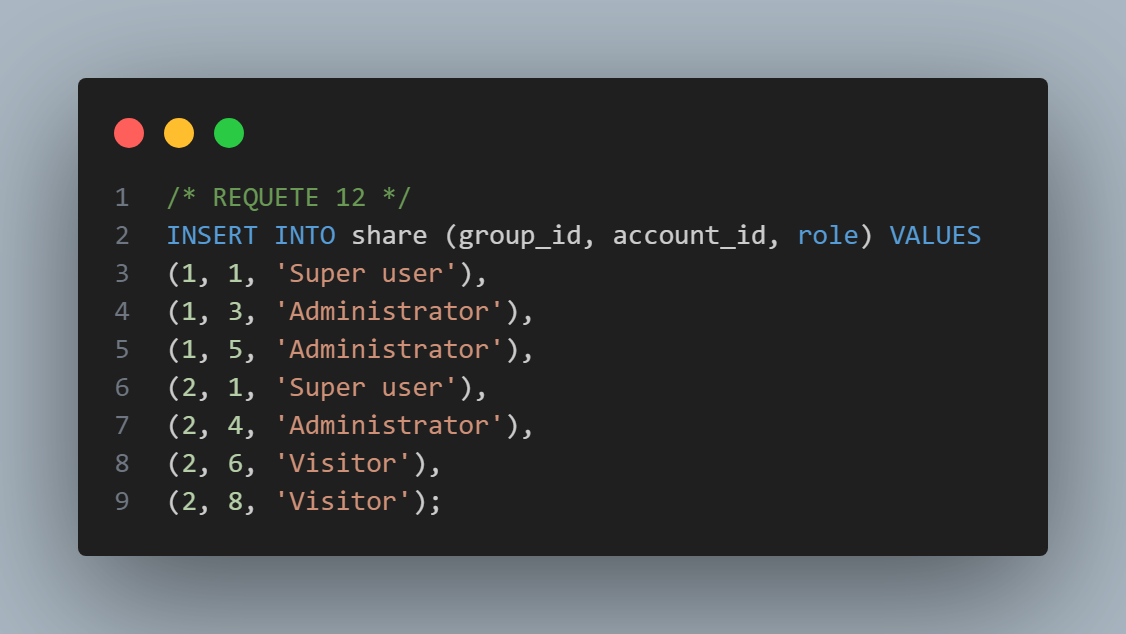 1 /* REQUETE 12 */
2 INSERT INTO share (group_id, account_id, role) VALUES
3 (1, 1, 'Super user'),
4 (1, 3, 'Administrator'),
5 (1, 5, 'Administrator'),
6 (2, 1, 'Super user'),
7 (2, 4, 'Administrator'),
8 (2, 6, 'Visitor'),
9 (2, 8, 'Visitor');